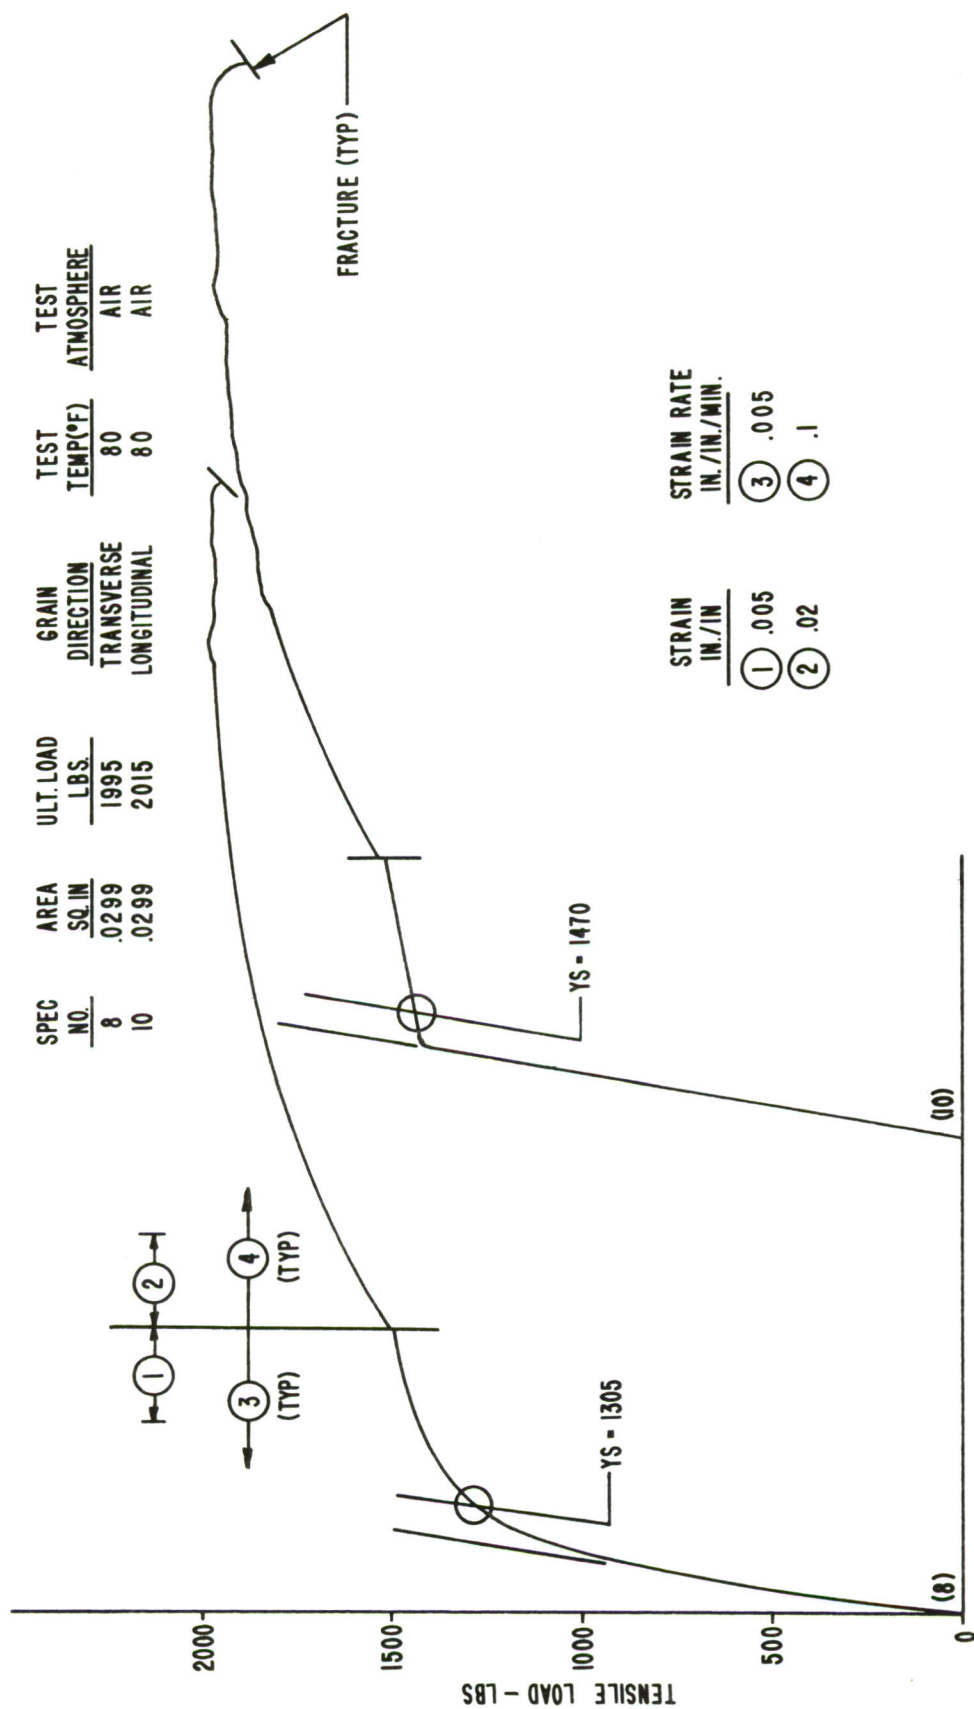 SPEC AREA ULT. LOAD GRAIN TEST TEST
NO. SQ. IN LBS. DIRECTION TEMP(°F) ATMOSPHERE
8 .0299 1995 TRANSVERSE 80 AIR
10 .0299 2015 LONGITUDINAL 80 AIR
1 2
3 4
(TYP) (TYP)
FRACTURE (TYP)
YS = 1305
YS = 1470
STRAIN
IN./IN
1 .005
2 .02
STRAIN RATE
IN./IN./MIN.
3 .005
4 .1
(8)
(10)
2000
1500
1000
500
0
TENSILE LOAD - LBS